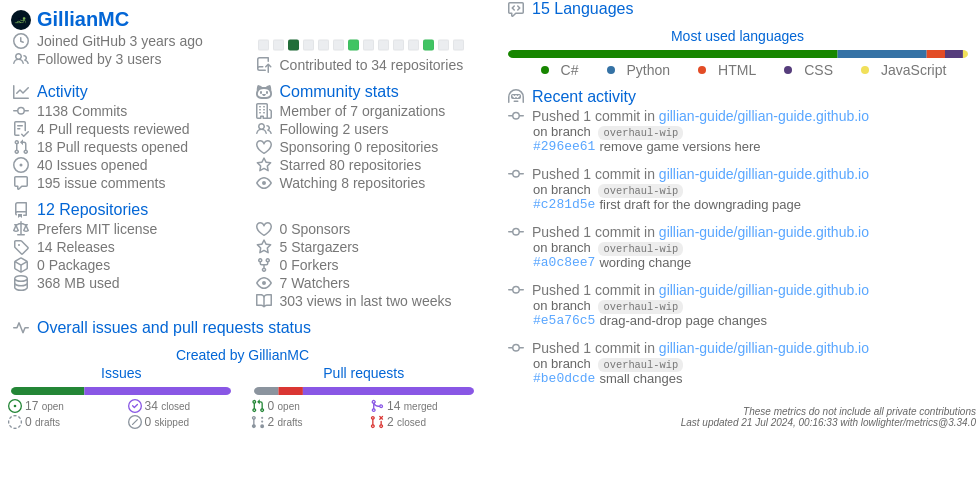 GillianMC
Joined GitHub 3 years ago
Followed by 3 users
Contributed to 34 repositories
Activity
1138 Commits
4 Pull requests reviewed
18 Pull requests opened
40 Issues opened
195 issue comments
Community stats
Member of 7 organizations
Following 2 users
Sponsoring 0 repositories
Starred 80 repositories
Watching 8 repositories
12 Repositories
Prefers MIT license
14 Releases
0 Packages
368 MB used
0 Sponsors
5 Stargazers
0 Forkers
7 Watchers
303 views in last two weeks
Overall issues and pull requests status
Created by GillianMC
Issues
17 open
34 closed
0 drafts
0 skipped
Pull requests
0 open
14 merged
2 drafts
2 closed
15 Languages
Most used languages
C# Python HTML CSS JavaScript
Recent activity
Pushed 1 commit in gillian-guide/gillian-guide.github.io
on branch overhaul-wip
#296ee61 remove game versions here
Pushed 1 commit in gillian-guide/gillian-guide.github.io
on branch overhaul-wip
#c281d5e first draft for the downgrading page
Pushed 1 commit in gillian-guide/gillian-guide.github.io
on branch overhaul-wip
#a0c8ee7 wording change
Pushed 1 commit in gillian-guide/gillian-guide.github.io
on branch overhaul-wip
#e5a76c5 drag-and-drop page changes
Pushed 1 commit in gillian-guide/gillian-guide.github.io
on branch overhaul-wip
#be0dcde small changes
These metrics do not include all private contributions
Last updated 21 Jul 2024, 00:16:33 with lowlighter/metrics@3.34.0